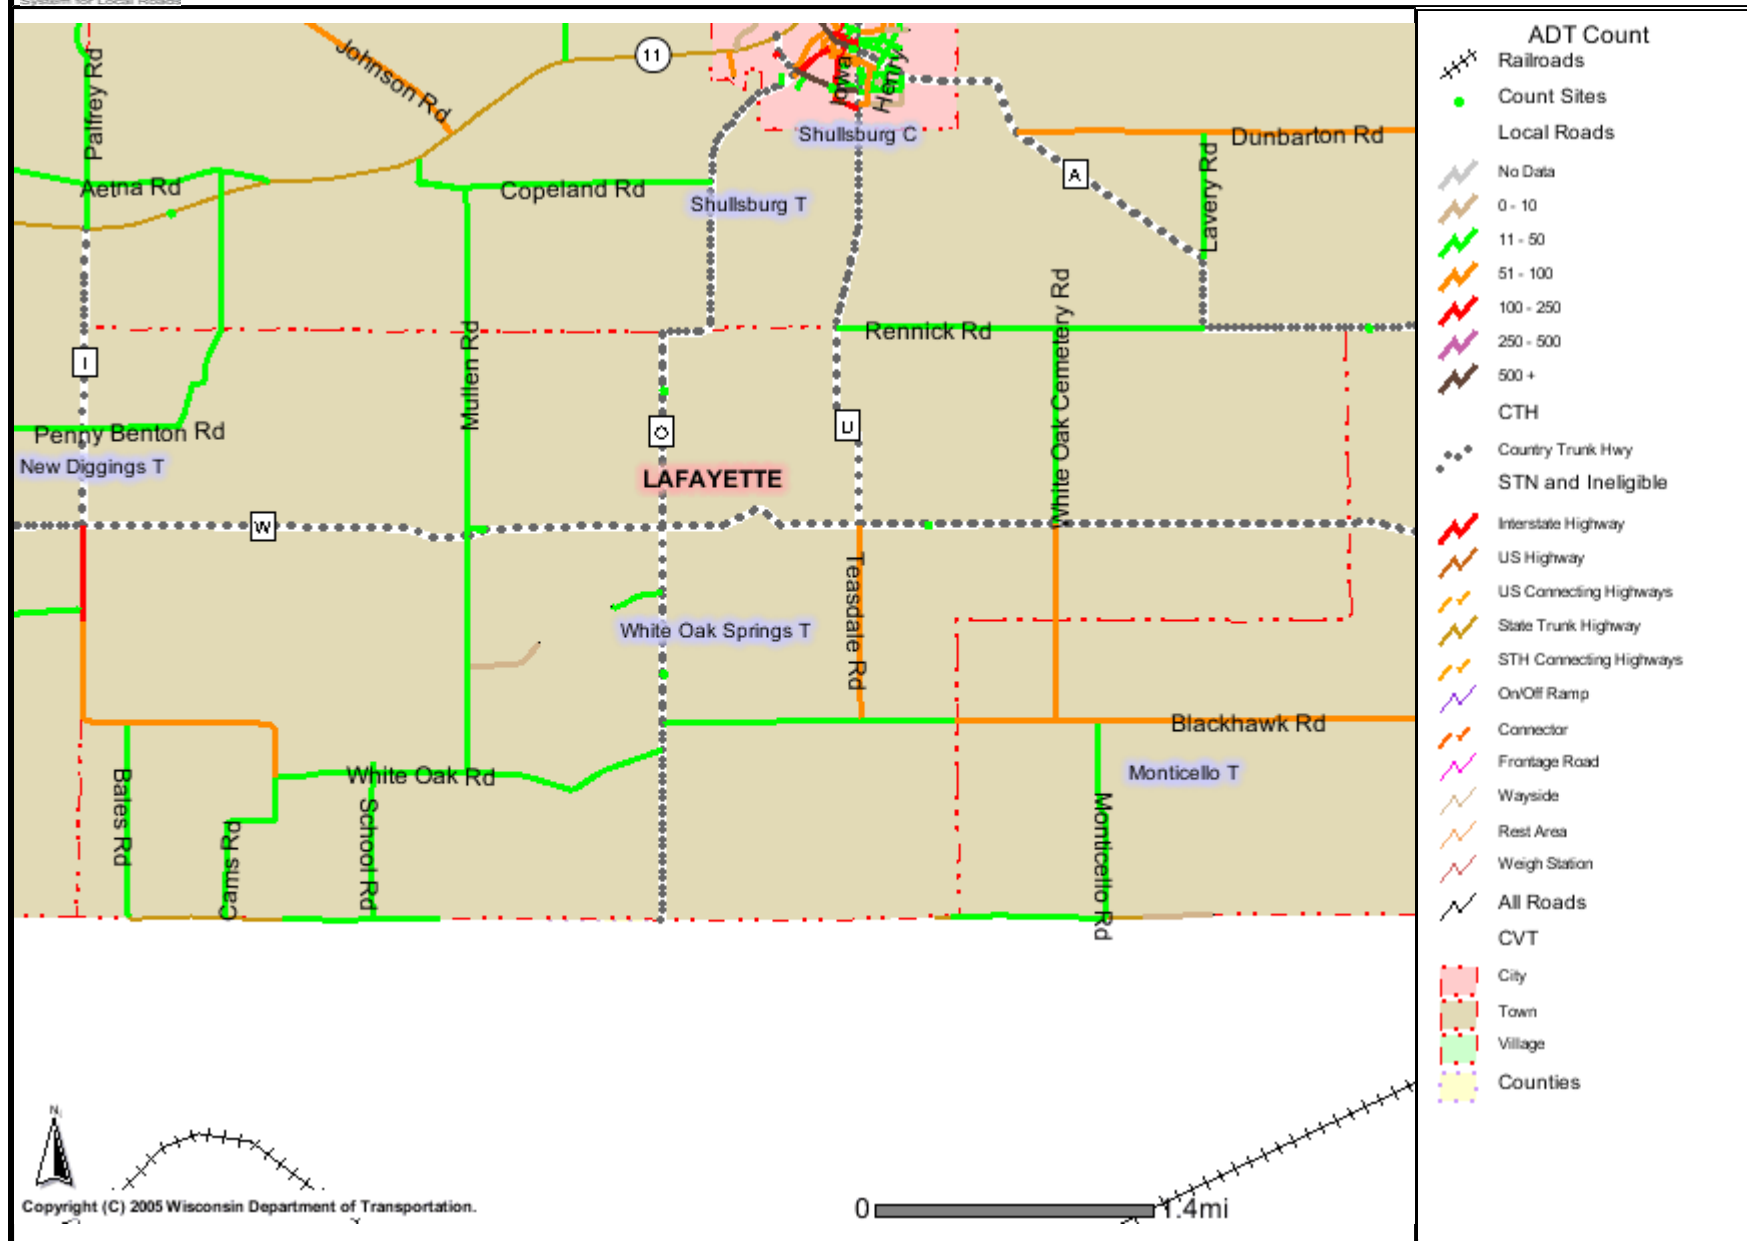 System for Local Roads
Palfrey Rd
Johnson Rd
11
Iowa
Henry
Shullsburg C
Dunbarton Rd
A
Lavery Rd
Aetna Rd
Copeland Rd
Shullsburg T
Rennick Rd
White Oak Cemetery Rd
I
Mullen Rd
O
U
Penny Benton Rd
New Diggings T
LAFAYETTE
W
Teasdale Rd
White Oak Springs T
Blackhawk Rd
White Oak Rd
Monticello T
Bales Rd
Cams Rd
School Rd
Monticello Rd
N
Copyright (C) 2005 Wisconsin Department of Transportation.
0 1.4mi
ADT Count
Railroads
Count Sites
Local Roads
No Data
0 - 10
11 - 50
51 - 100
100 - 250
250 - 500
500 +
CTH
Country Trunk Hwy
STN and Ineligible
Interstate Highway
US Highway
US Connecting Highways
State Trunk Highway
STH Connecting Highways
On/Off Ramp
Connector
Frontage Road
Wayside
Rest Area
Weigh Station
All Roads
CVT
City
Town
Village
Counties